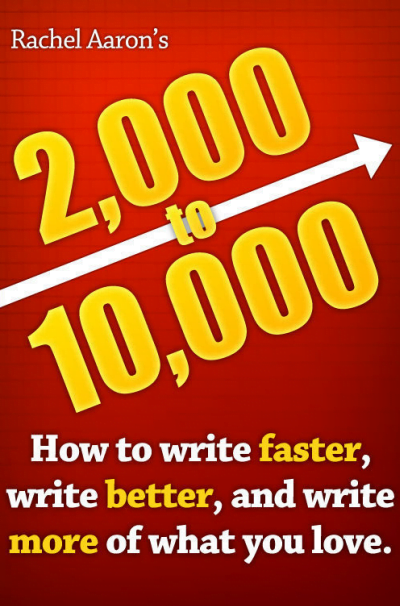 Rachel Aaron's
2,000
to
10,000
How to write faster,
write better, and write
more of what you love.